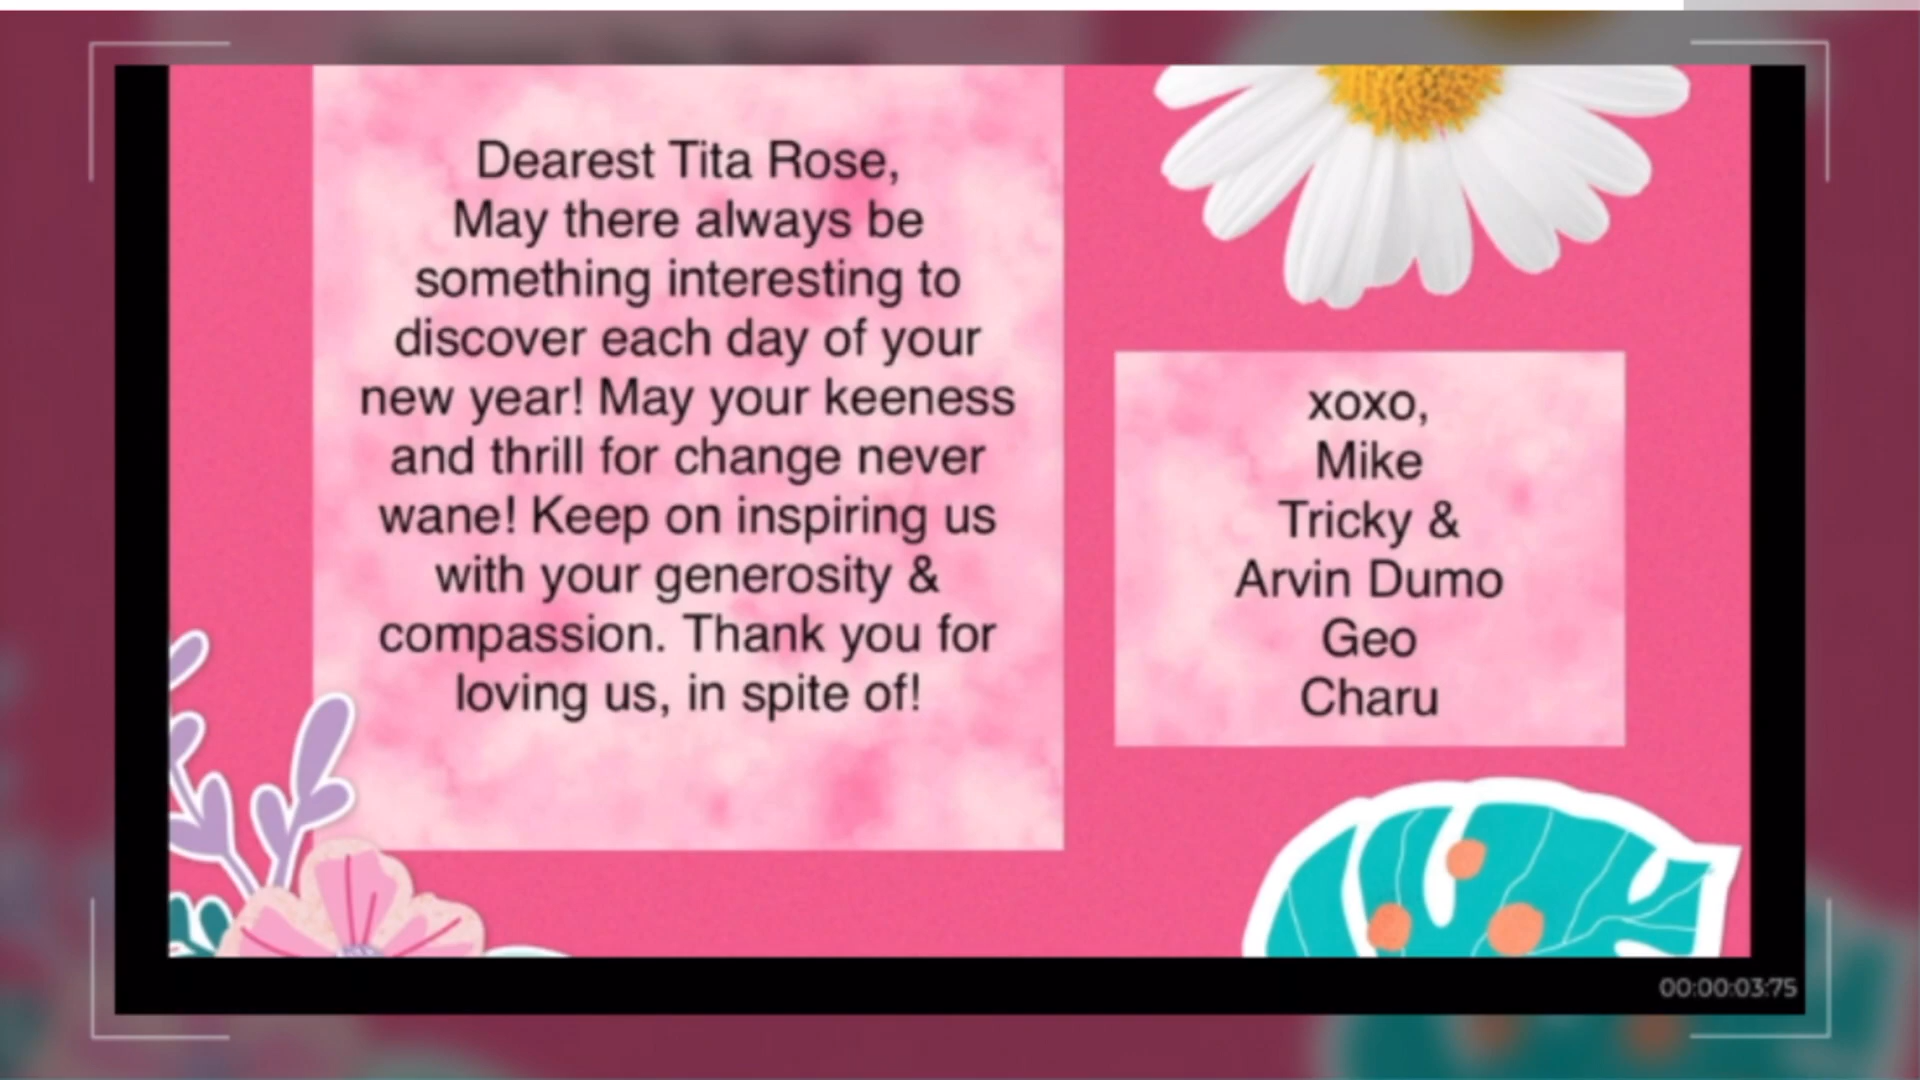 Dearest Tita Rose,
May there always be
something interesting to
discover each day of your
new year! May your keeness
and thrill for change never
wane! Keep on inspiring us
with your generosity &
compassion. Thank you for
loving us, in spite of!
xoxo,
Mike
Tricky &
Arvin Dumo
Geo
Charu
00:00:03:75